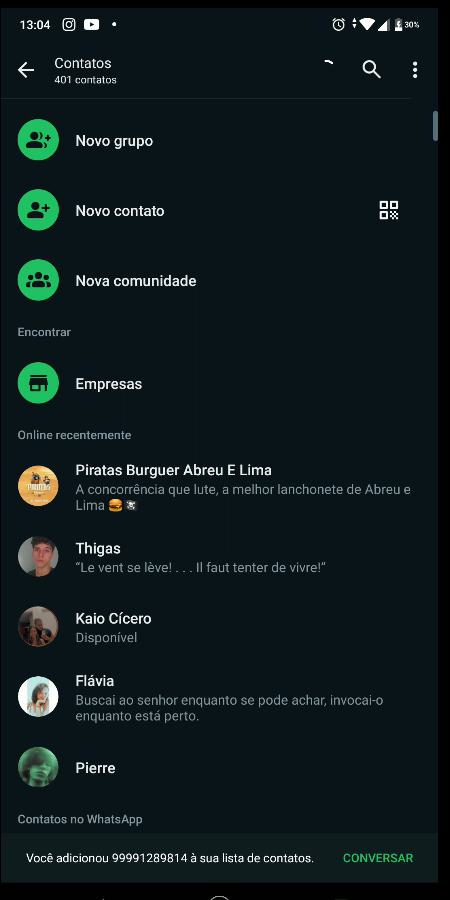 13:04
30%
Contatos
401 contatos
Novo grupo
Novo contato
Nova comunidade
Encontrar
Empresas
Online recentemente
Piratas Burguer Abreu E Lima
A concorrência que lute, a melhor lanchonete de Abreu e
Lima 🍔🏴‍☠️
Thigas
“Le vent se lève! . . . Il faut tenter de vivre!”
Kaio Cícero
Disponível
Flávia
Buscai ao senhor enquanto se pode achar, invocai-o
enquanto está perto.
Pierre
Contatos no WhatsApp
Você adicionou 99991289814 à sua lista de contatos.
CONVERSAR